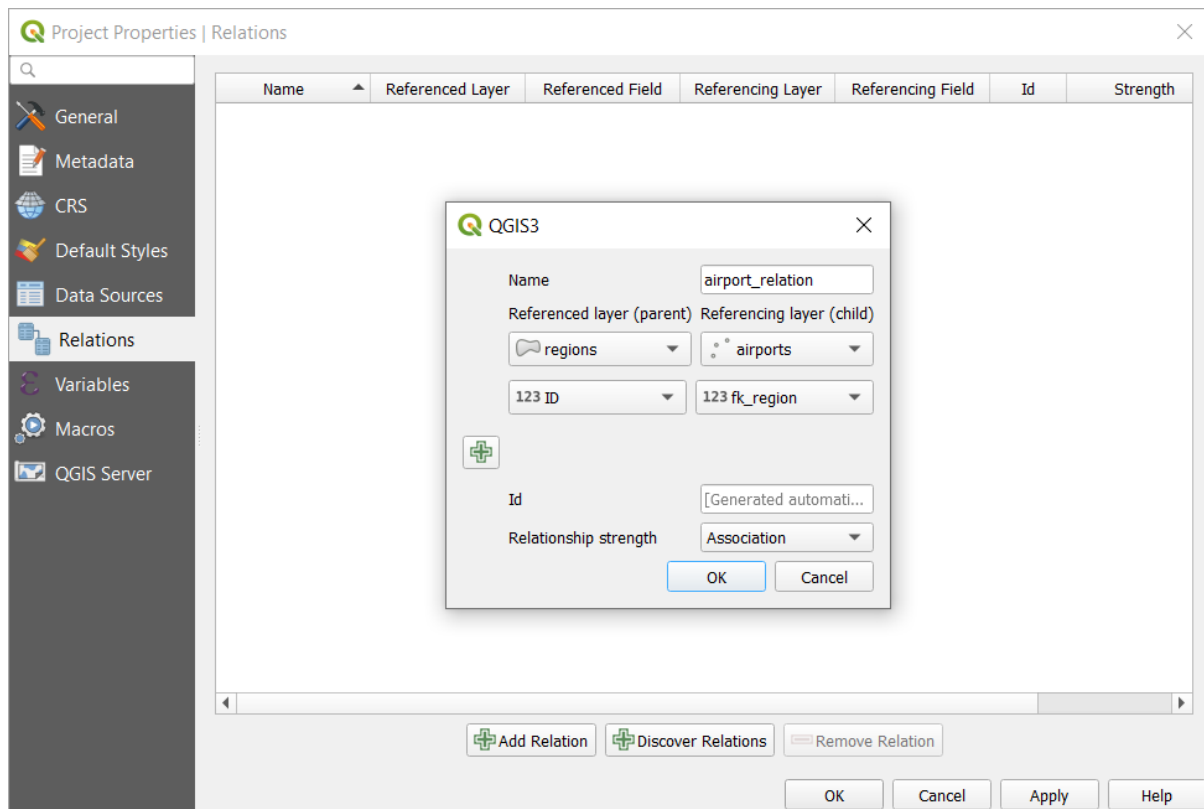 Project Properties | Relations
General
Metadata
CRS
Default Styles
Data Sources
Relations
Variables
Macros
QGIS Server
Name Referenced Layer Referenced Field Referencing Layer Referencing Field Id Strength
QGIS3
Name airport_relation
Referenced layer (parent) Referencing layer (child)
regions airports
123 ID 123 fk_region
Id [Generated automati...
Relationship strength Association
OK Cancel
Add Relation Discover Relations Remove Relation
OK Cancel Apply Help